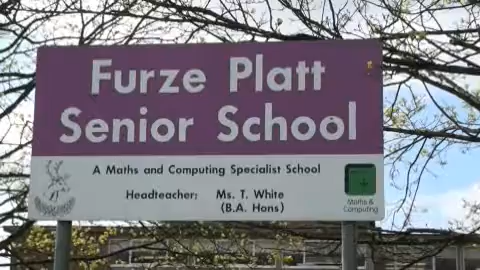 Furze Platt
Senior School
A Maths and Computing Specialist School
Headteacher: Ms. T. White
(B.A. Hons)
Maths &
Computing